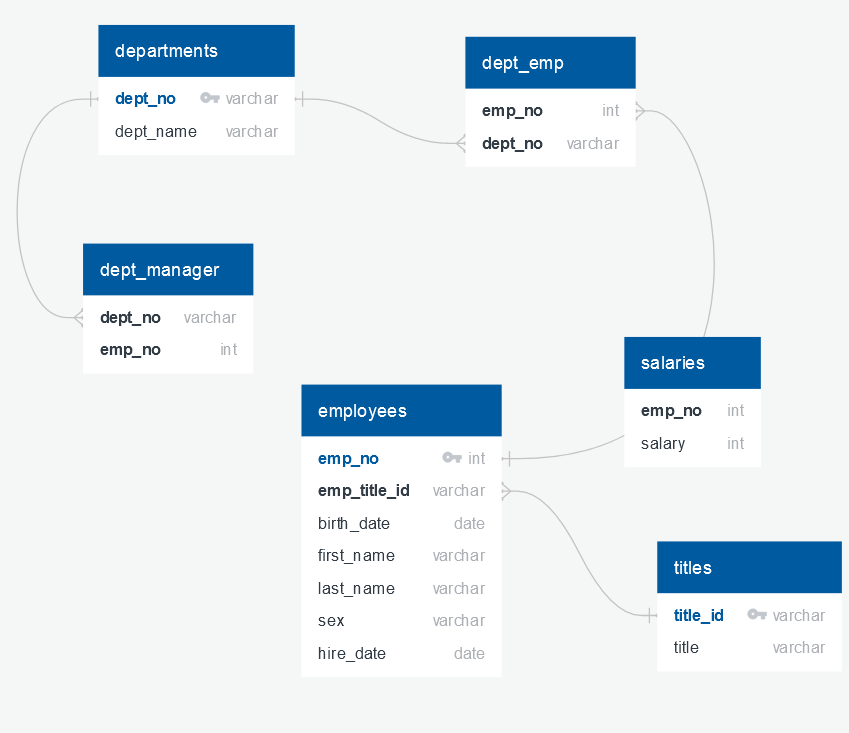 departments
dept_no varchar
dept_name varchar
dept_emp
emp_no int
dept_no varchar
dept_manager
dept_no varchar
emp_no int
salaries
emp_no int
salary int
employees
emp_no int
emp_title_id varchar
birth_date date
first_name varchar
last_name varchar
sex varchar
hire_date date
titles
title_id varchar
title varchar